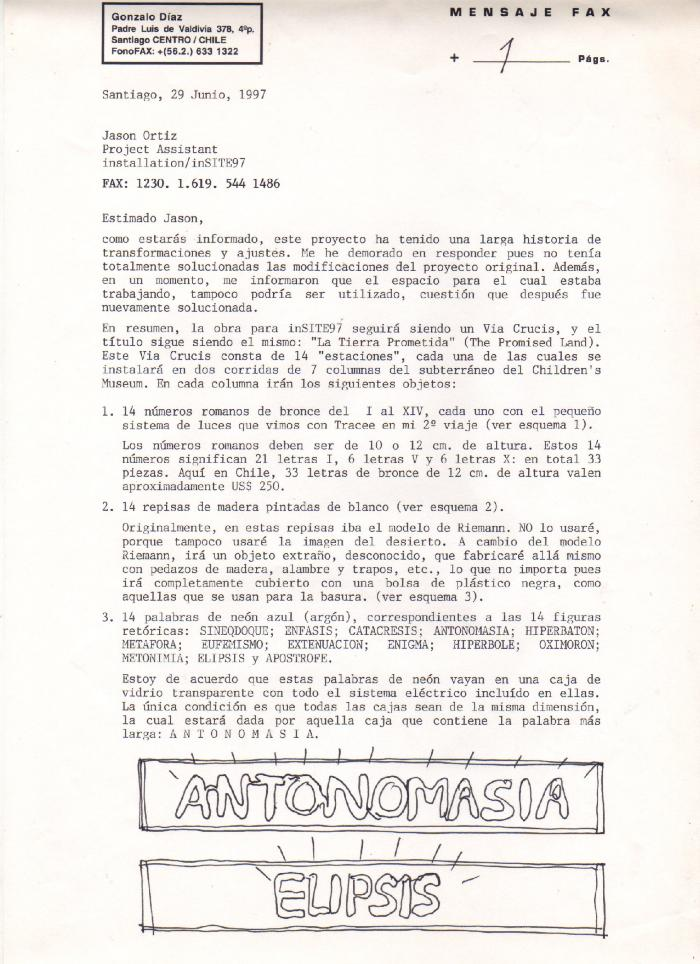 Gonzalo Díaz
Padre Luis de Valdivia 378, 4ºp.
Santiago CENTRO / CHILE
FonoFAX: +(56.2.) 633 1322
MENSAJE FAX
+ 1 Págs.
Santiago, 29 Junio, 1997
Jason Ortiz
Project Assistant
installation/inSITE97
FAX: 1230. 1.619. 544 1486
Estimado Jason,
como estarás informado, este proyecto ha tenido una larga historia de
transformaciones y ajustes. Me he demorado en responder pues no tenía
totalmente solucionadas las modificaciones del proyecto original. Además,
en un momento, me informaron que el espacio para el cual estaba
trabajando, tampoco podría ser utilizado, cuestión que después fue
nuevamente solucionada.
En resumen, la obra para inSITE97 seguirá siendo un Via Crucis, y el
título sigue siendo el mismo: "La Tierra Prometida" (The Promised Land).
Este Via Crucis consta de 14 "estaciones", cada una de las cuales se
instalará en dos corridas de 7 columnas del subterráneo del Children's
Museum. En cada columna irán los siguientes objetos:
1. 14 números romanos de bronce del I al XIV, cada uno con el pequeño
sistema de luces que vimos con Tracee en mi 2º viaje (ver esquema 1).
Los números romanos deben ser de 10 o 12 cm. de altura. Estos 14
números significan 21 letras I, 6 letras V y 6 letras X: en total 33
piezas. Aquí en Chile, 33 letras de bronce de 12 cm. de altura valen
aproximadamente US$ 250.
2. 14 repisas de madera pintadas de blanco (ver esquema 2).
Originalmente, en estas repisas iba el modelo de Riemann. NO lo usaré,
porque tampoco usaré la imagen del desierto. A cambio del modelo
Riemann, irá un objeto extraño, desconocido, que fabricaré allá mismo
con pedazos de madera, alambre y trapos, etc., lo que no importa pues
irá completamente cubierto con una bolsa de plástico negra, como
aquellas que se usan para la basura. (ver esquema 3).
3. 14 palabras de neón azul (argón), correspondientes a las 14 figuras
retóricas: SINEQDOQUE; ENFASIS; CATACRESIS; ANTONOMASIA; HIPERBATON;
METAFORA; EUFEMISMO; EXTENUACION; ENIGMA; HIPERBOLE; OXIMORON;
METONIMIA; ELIPSIS y APOSTROFE.
Estoy de acuerdo que estas palabras de neón vayan en una caja de
vidrio transparente con todo el sistema eléctrico incluído en ellas.
La única condición es que todas las cajas sean de la misma dimensión,
la cual estará dada por aquella caja que contiene la palabra más
larga: A N T O N O M A S I A.
ANTONOMASIA
ELIPSIS